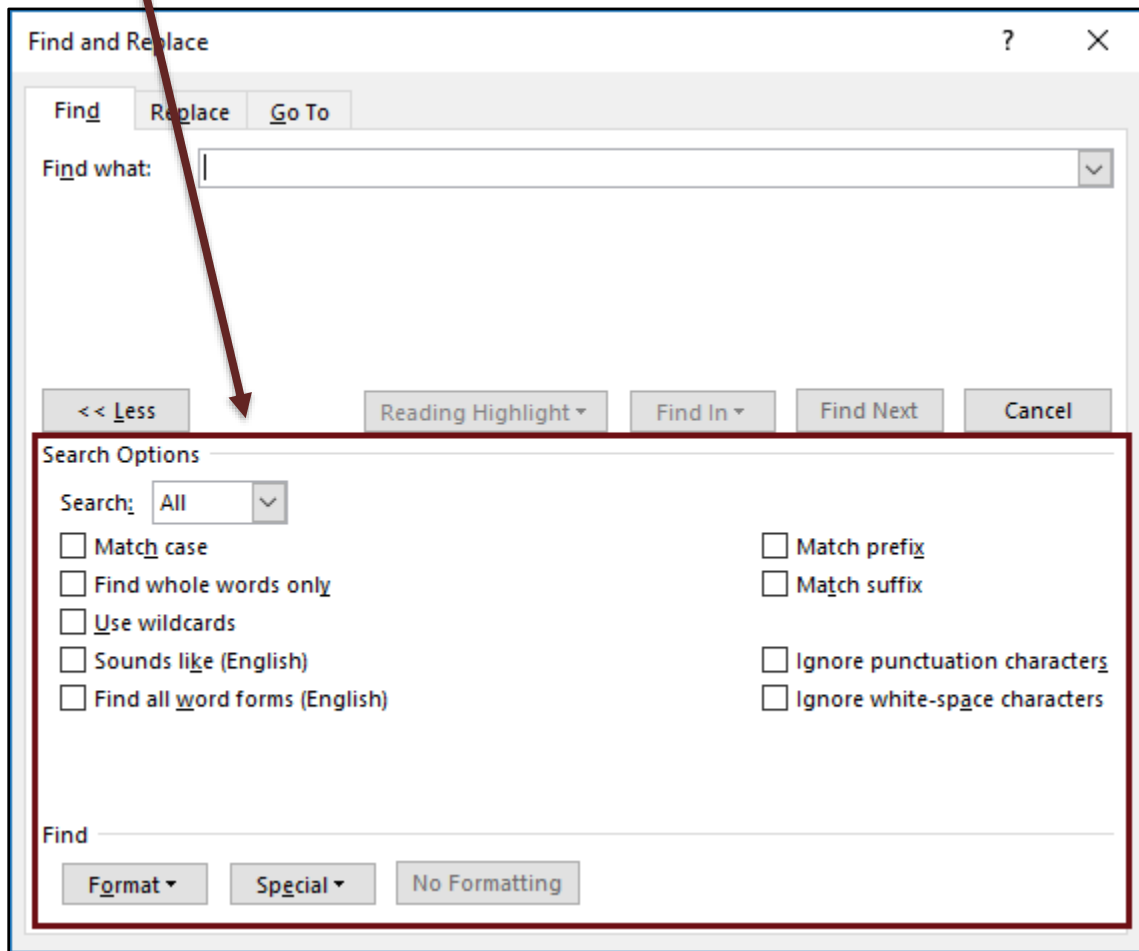 Find and Replace ?
Find Replace Go To
Find what:
<< Less Reading Highlight Find In Find Next Cancel
Search Options
Search: All
Match case Match prefix
Find whole words only Match suffix
Use wildcards
Sounds like (English) Ignore punctuation characters
Find all word forms (English) Ignore white-space characters
Find
Format Special No Formatting